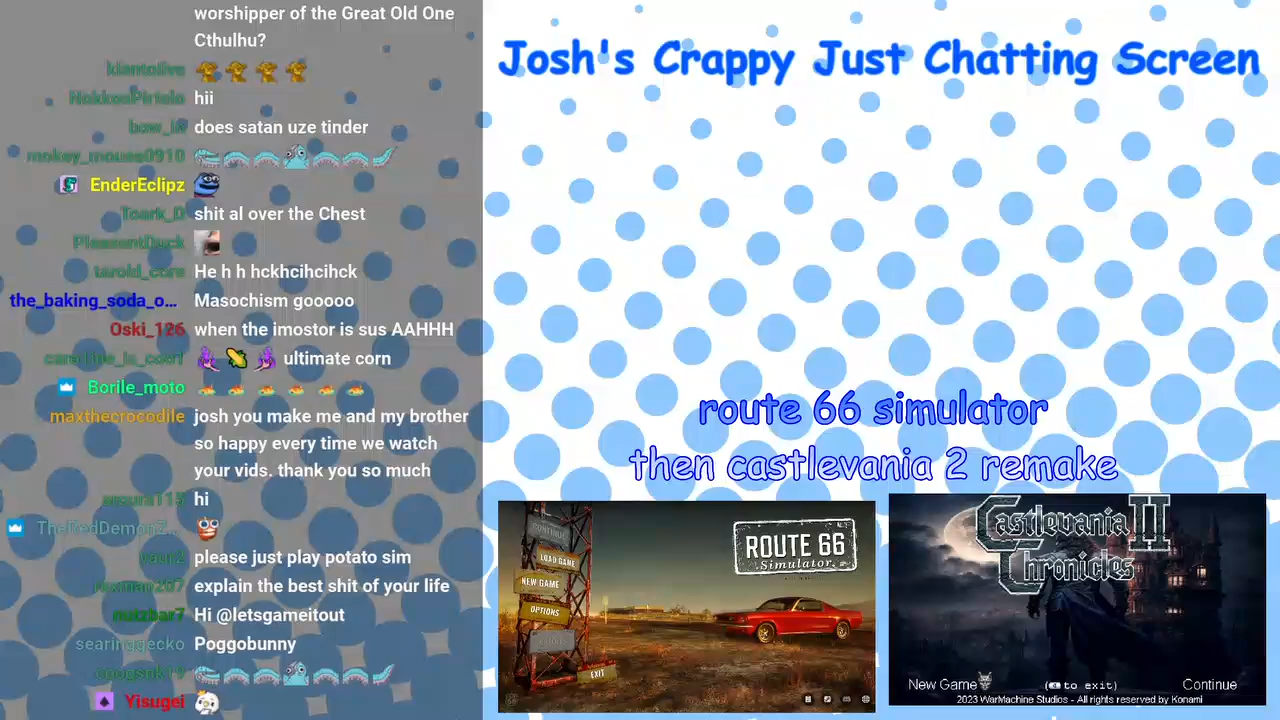 worshipper of the Great Old One
Cthulhu?
hii
does satan uze tinder
mokey_mouse0910
EnderEclipz
Toark_D shit al over the Chest
PleasentDuck
He h h hckhcihcihck
the_baking_soda_o... Masochism gooooo
Oski_126 when the imostor is sus AAHHH
ultimate corn
Borile_moto
maxthecrocodile josh you make me and my brother
so happy every time we watch
your vids. thank you so much
hi
TheRedDemonZ...
please just play potato sim
explain the best shit of your life
nutzbar7 Hi @letsgameitout
searinggecko Poggobunny
Yisugei
Josh's Crappy Just Chatting Screen
route 66 simulator
then castlevania 2 remake
CONTINUE
LOAD GAME
NEW GAME
OPTIONS
EXIT
ROUTE 66
Simulator
Castlevania II
Chronicles
New Game
( to exit)
Continue
2023 WarMachine Studios - All rights reserved by Konami